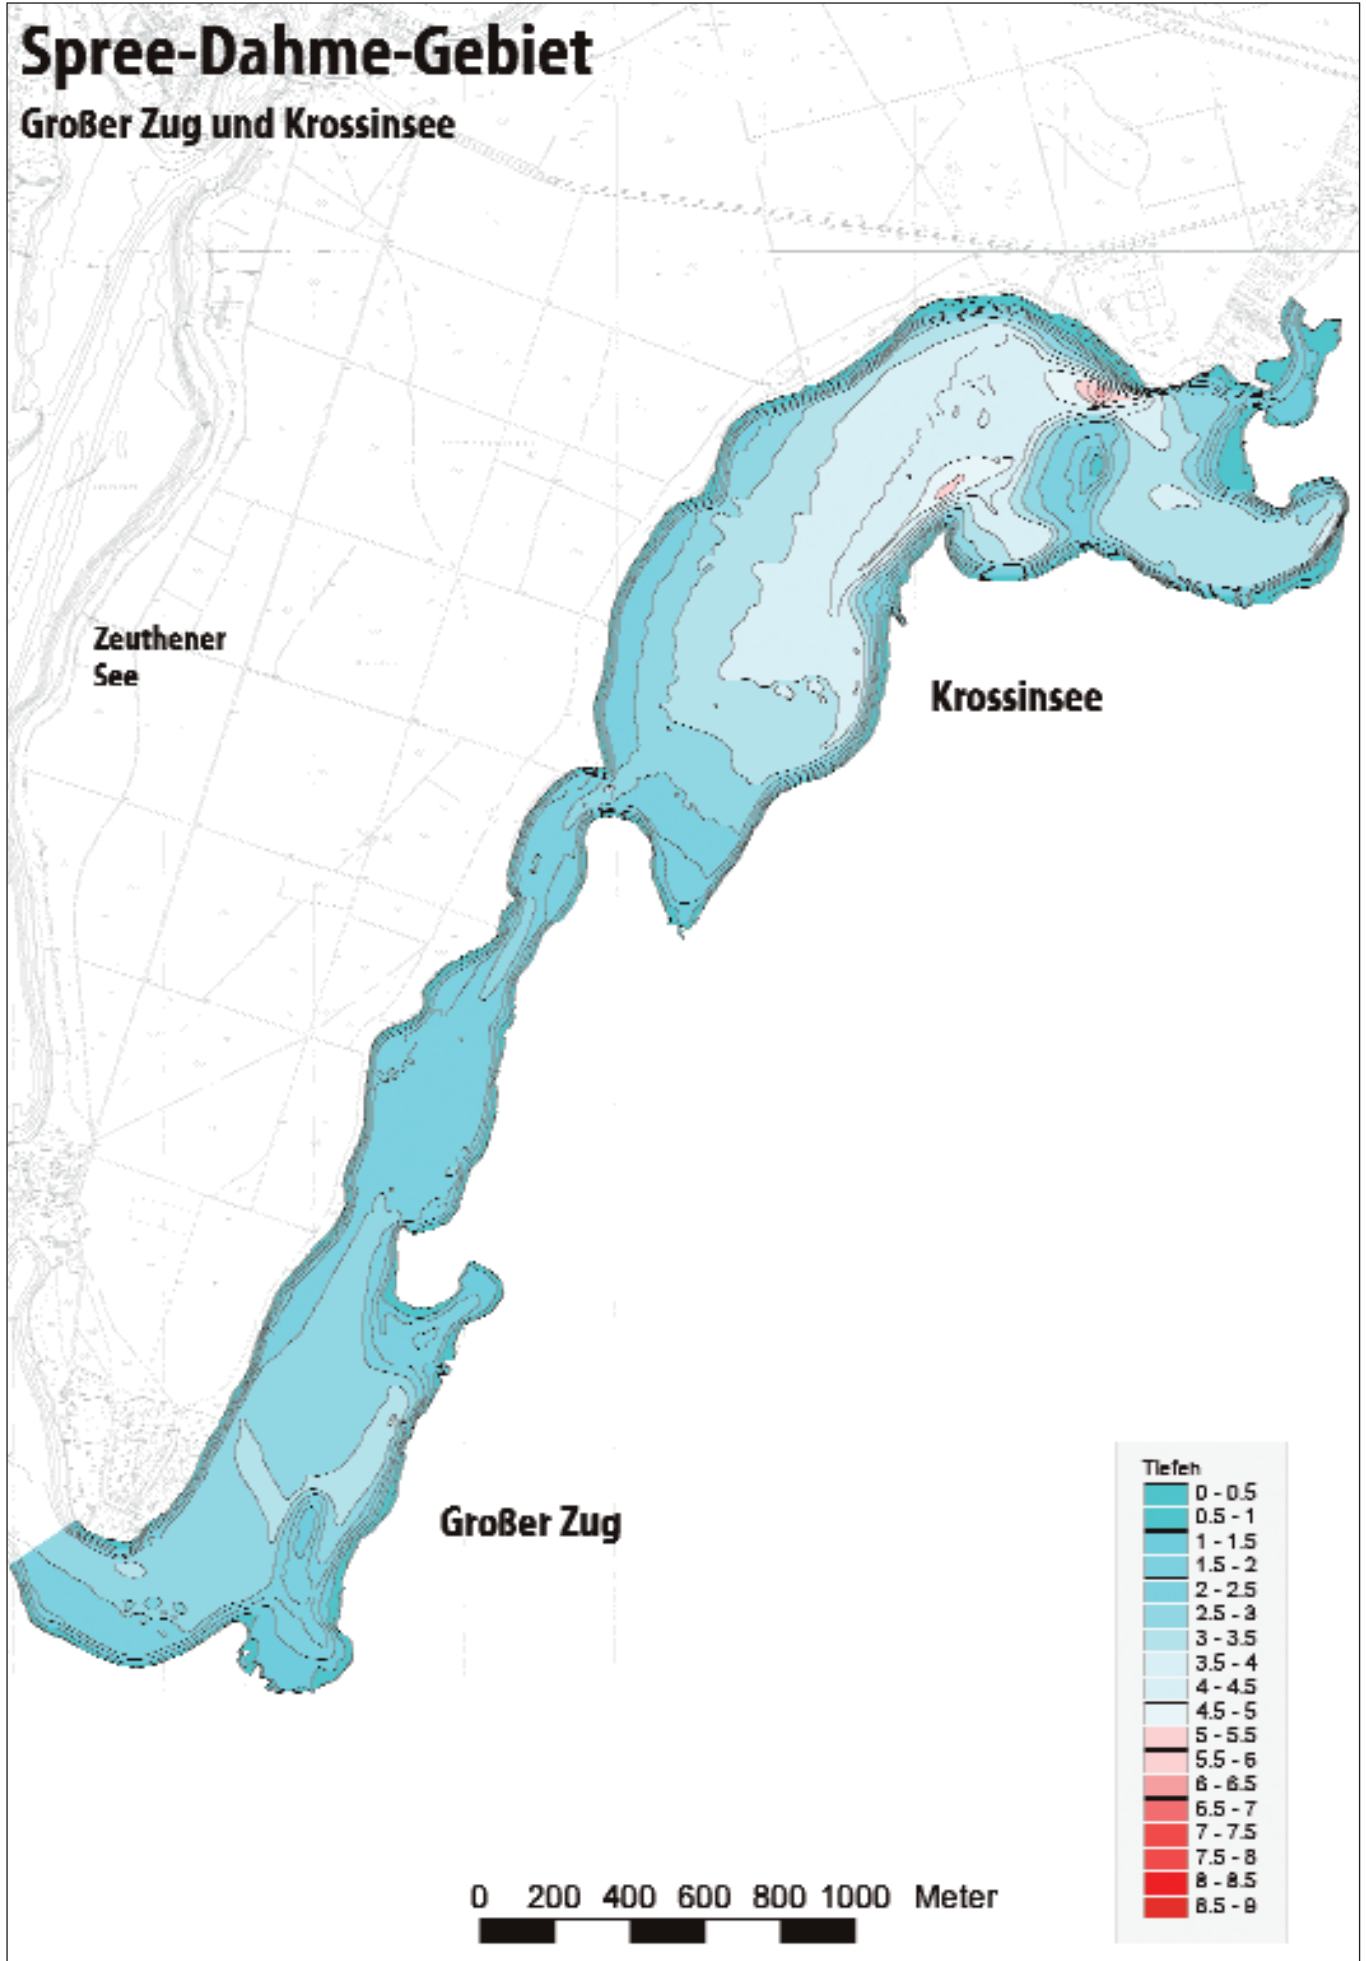 Spree-Dahme-Gebiet
Großer Zug und Krossinsee
Zeuthener
See
Krossinsee
Großer Zug
Tiefen
0 - 0.5
0.5 - 1
1 - 1.5
1.5 - 2
2 - 2.5
2.5 - 3
3 - 3.5
3.5 - 4
4 - 4.5
4.5 - 5
5 - 5.5
5.5 - 6
6 - 6.5
6.5 - 7
7 - 7.5
7.5 - 8
8 - 8.5
8.5 - 9
0 200 400 600 800 1000 Meter